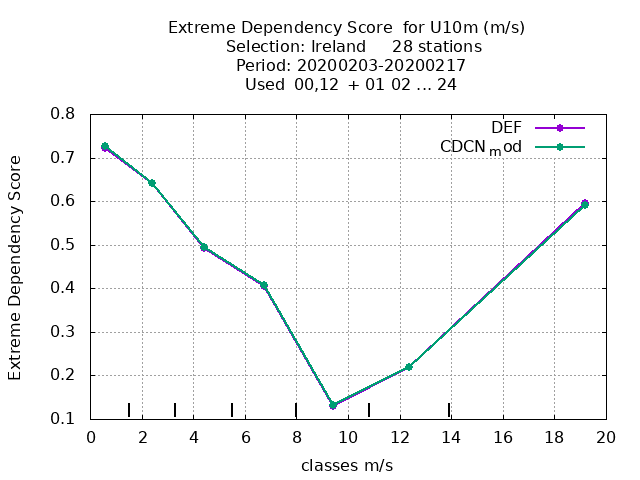 Extreme Dependency Score  for U10m (m/s)
Selection: Ireland     28 stations
Period: 20200203-20200217
Used  00,12  + 01 02 ... 24
DEF
CDCN_mod
Extreme Dependency Score
0.8
0.7
0.6
0.5
0.4
0.3
0.2
0.1
0 2 4 6 8 10 12 14 16 18 20
classes m/s